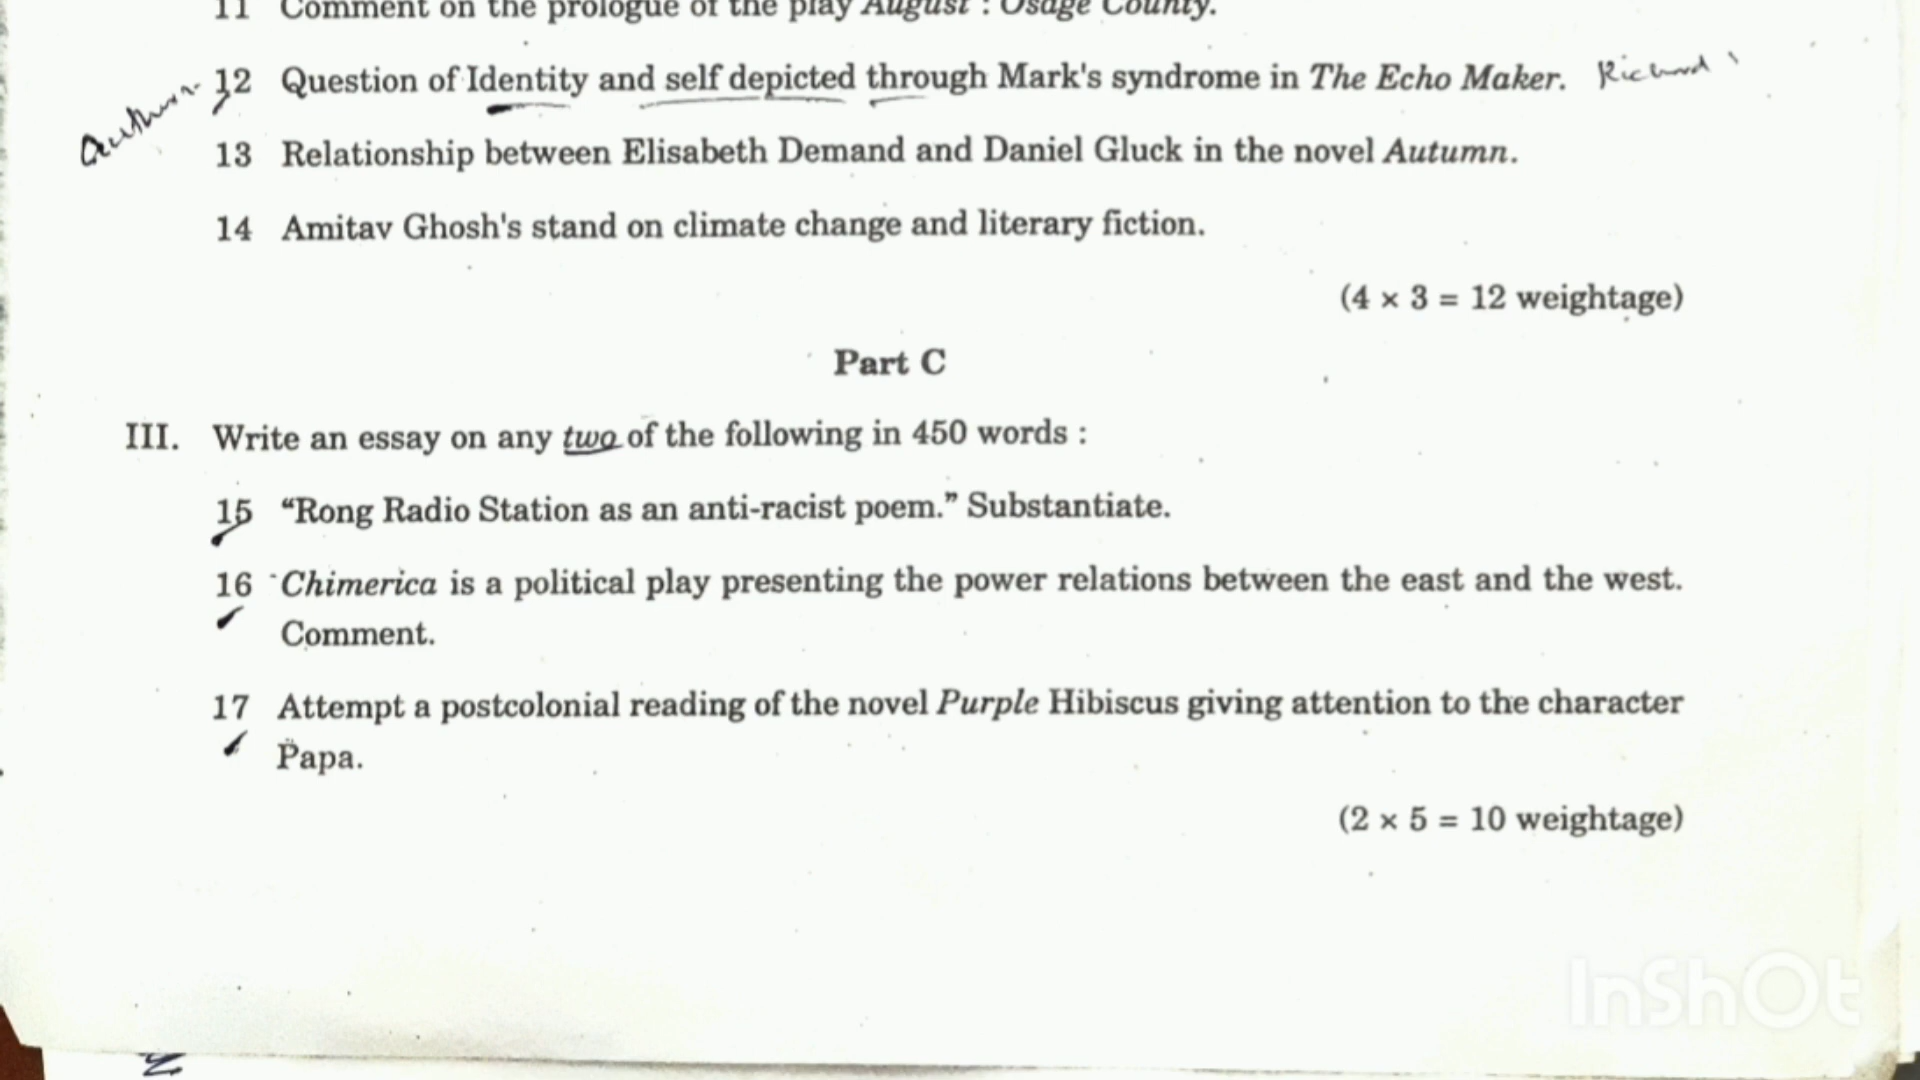 11 Comment on the prologue of the play August : Osage County.
12 Question of Identity and self depicted through Mark's syndrome in The Echo Maker. Richard
Author
13 Relationship between Elisabeth Demand and Daniel Gluck in the novel Autumn.
14 Amitav Ghosh's stand on climate change and literary fiction.
(4 × 3 = 12 weightage)
Part C
III. Write an essay on any two of the following in 450 words :
15 “Rong Radio Station as an anti-racist poem.” Substantiate.
16 Chimerica is a political play presenting the power relations between the east and the west.
Comment.
17 Attempt a postcolonial reading of the novel Purple Hibiscus giving attention to the character
Papa.
(2 × 5 = 10 weightage)
InShOt